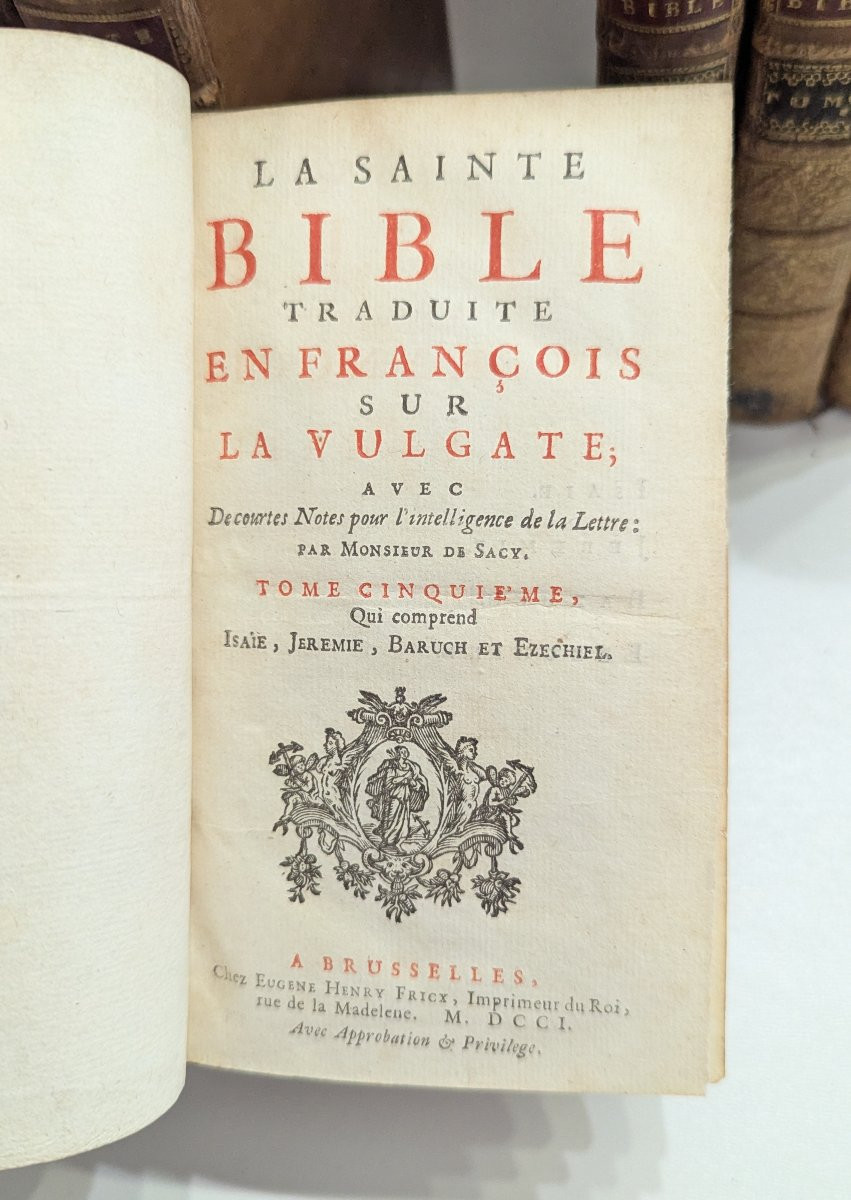 BIBLE
LA SAINTE
BIBLE
TRADUITE
EN FRANÇOIS
SUR
LA VULGATE;
AVEC
De courtes Notes pour l'intelligence de la Lettre:
PAR MONSIEUR DE SACY.
TOME CINQUIE'ME,
Qui comprend
ISAÏE, JEREMIE, BARUCH ET EZECHIEL.
A BRUSSELLES,
Chez EUGENE HENRY FRICX, Imprimeur du Roi,
rue de la Madelene. M. DCCI.
Avec Approbation & Privilege.